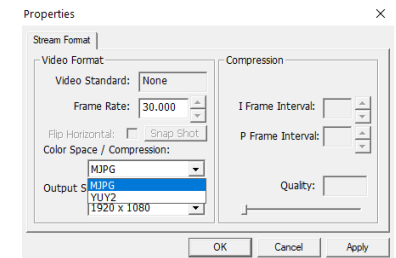 Properties
Stream Format
Video Format
Video Standard: None
Frame Rate: 30.000
Flip Horizontal: Snap Shot
Color Space / Compression:
MJPG
MJPG
YUY2
Output S
1920 x 1080
Compression
I Frame Interval:
P Frame Interval:
Quality:
OK Cancel Apply